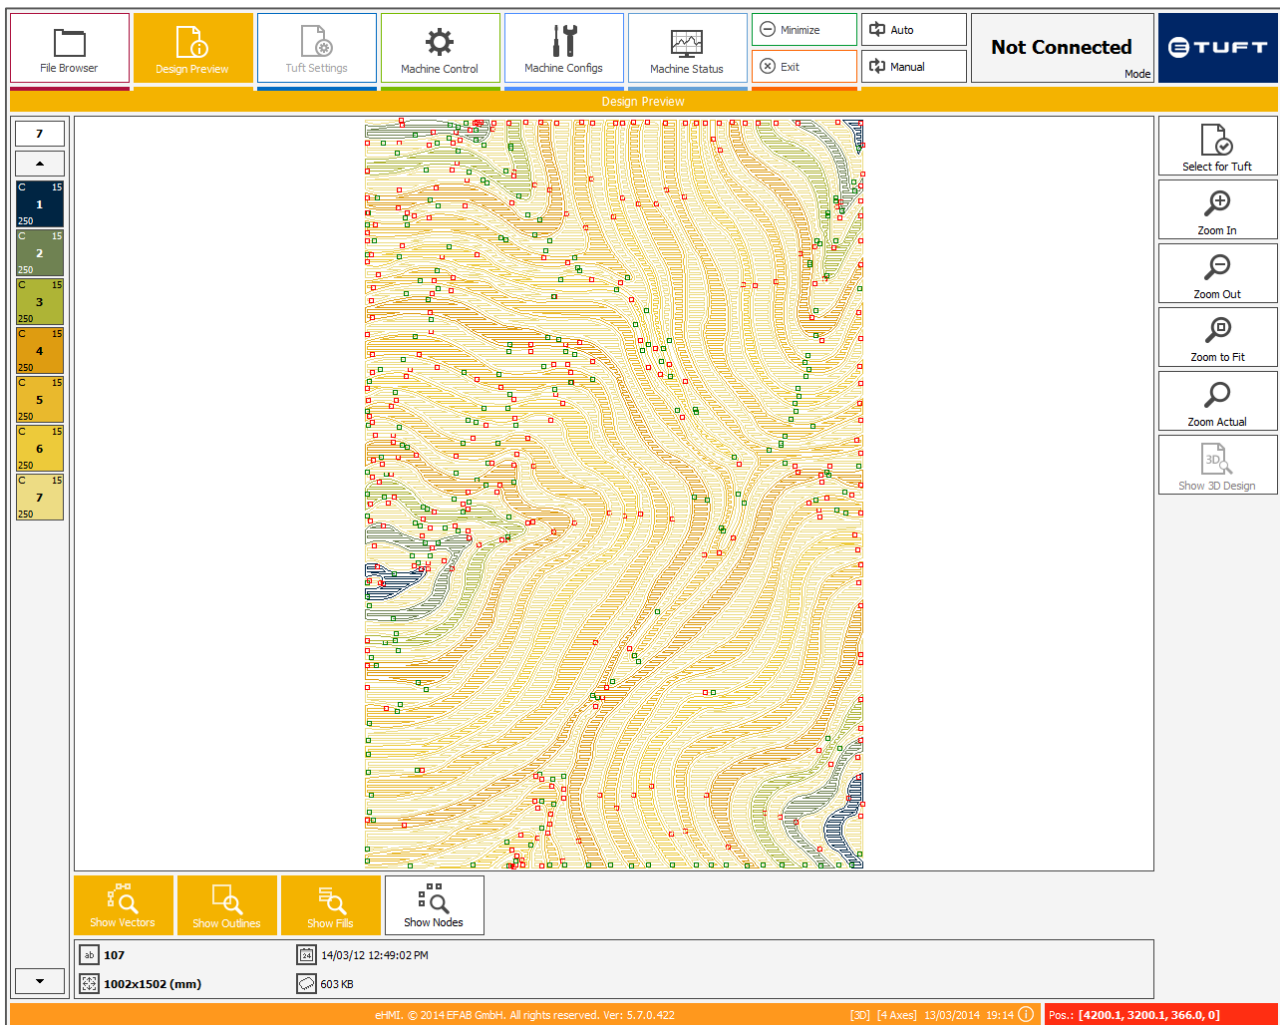 File Browser
Design Preview
Tuft Settings
Machine Control
Machine Configs
Machine Status
Minimize
Exit
Auto
Manual
Not Connected
Mode
ETUFT
Design Preview
7
C 15
1
250
C 15
2
250
C 15
3
250
C 15
4
250
C 15
5
250
C 15
6
250
C 15
7
250
Select for Tuft
Zoom In
Zoom Out
Zoom to Fit
Zoom Actual
3D
Show 3D Design
Show Vectors
Show Outlines
Show Fills
Show Nodes
ab 107
24 14/03/12 12:49:02 PM
1002x1502 (mm)
603 KB
eHMI. © 2014 EFAB GmbH. All rights reserved. Ver: 5.7.0.422
[3D] [4 Axes] 13/03/2014 19:14
Pos.: [4200.1, 3200.1, 366.0, 0]